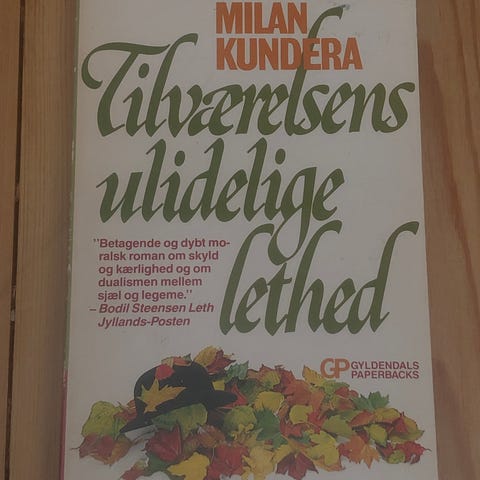 MILAN
KUNDERA
Tilværelsens
ulidelige
lethed
"Betagende og dybt mo-
ralsk roman om skyld
og kærlighed og om
dualismen mellem
sjæl og legeme."
– Bodil Steensen Leth
Jyllands-Posten
GP GYLDENDALS
PAPERBACKS